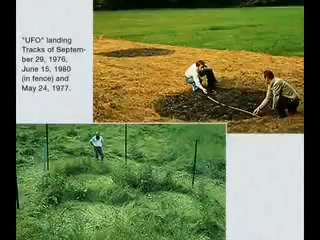 "UFO" landing
Tracks of Septem-
ber 29, 1976,
June 15, 1980
(in fence) and
May 24, 1977.